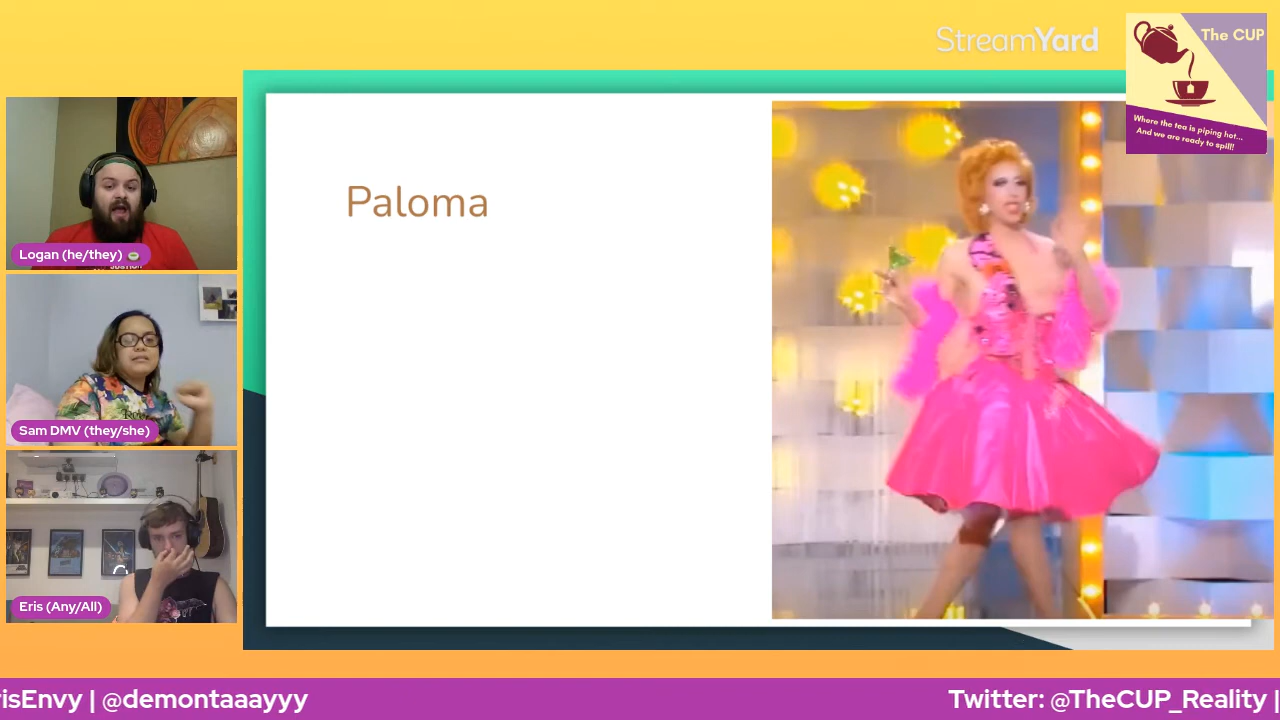 StreamYard
The CUP
Where the tea is piping hot...
And we are ready to spill!
Logan (he/they)
Sam DMV (they/she)
Eris (Any/All)
Paloma
isEnvy | @demontaaayyy
Twitter: @TheCUP_Reality |